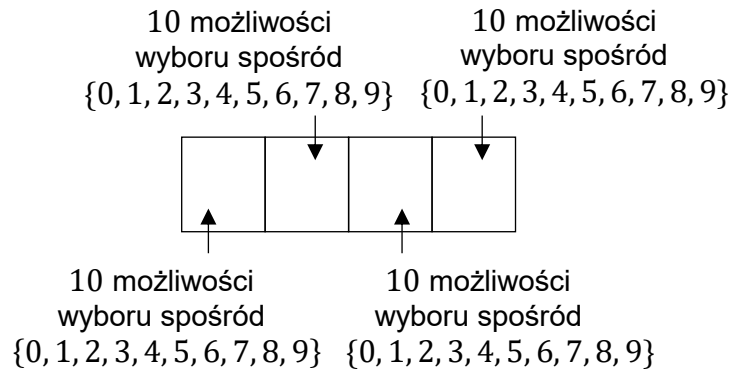 10 możliwości
wyboru spośród
{0, 1, 2, 3, 4, 5, 6, 7, 8, 9}
10 możliwości
wyboru spośród
{0, 1, 2, 3, 4, 5, 6, 7, 8, 9}
10 możliwości
wyboru spośród
{0, 1, 2, 3, 4, 5, 6, 7, 8, 9}
10 możliwości
wyboru spośród
{0, 1, 2, 3, 4, 5, 6, 7, 8, 9}